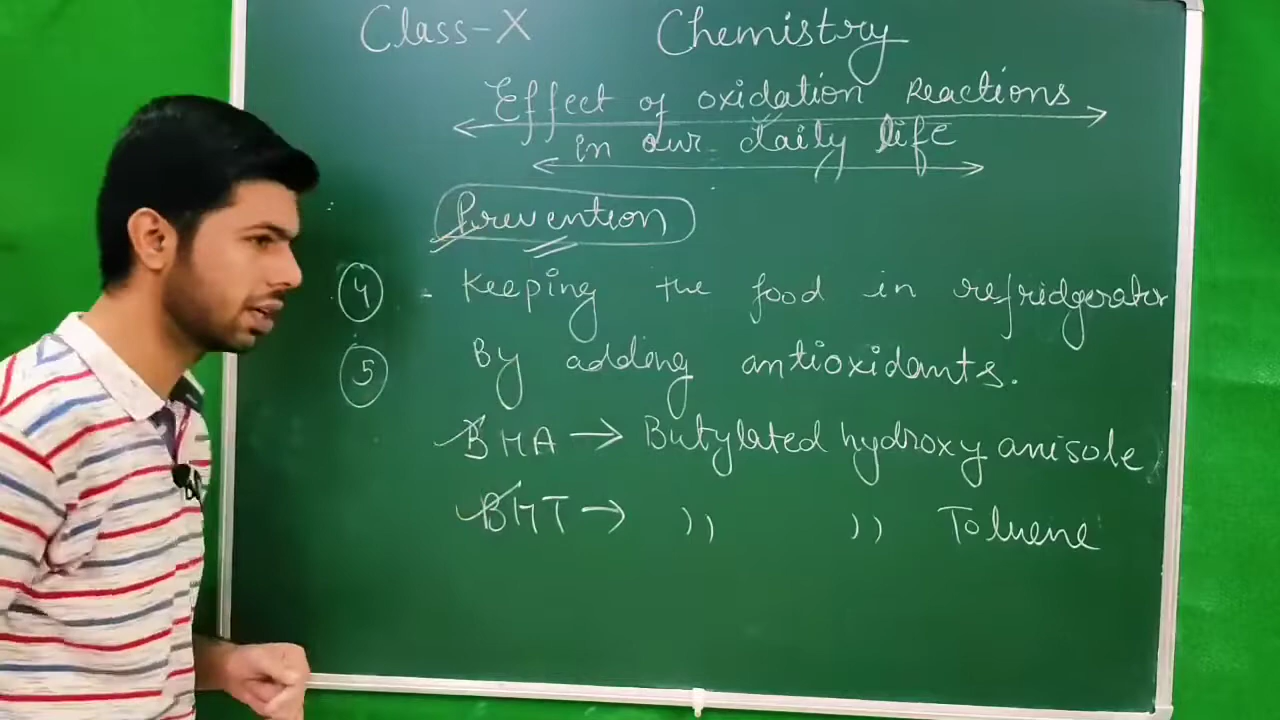 Class-X Chemistry
Effect of oxidation Reactions
in our daily life
Prevention
4 - Keeping the food in refridgerator
5 By adding antioxidants.
BHA → Butylated hydroxy anisole
BHT → )) )) Toluene